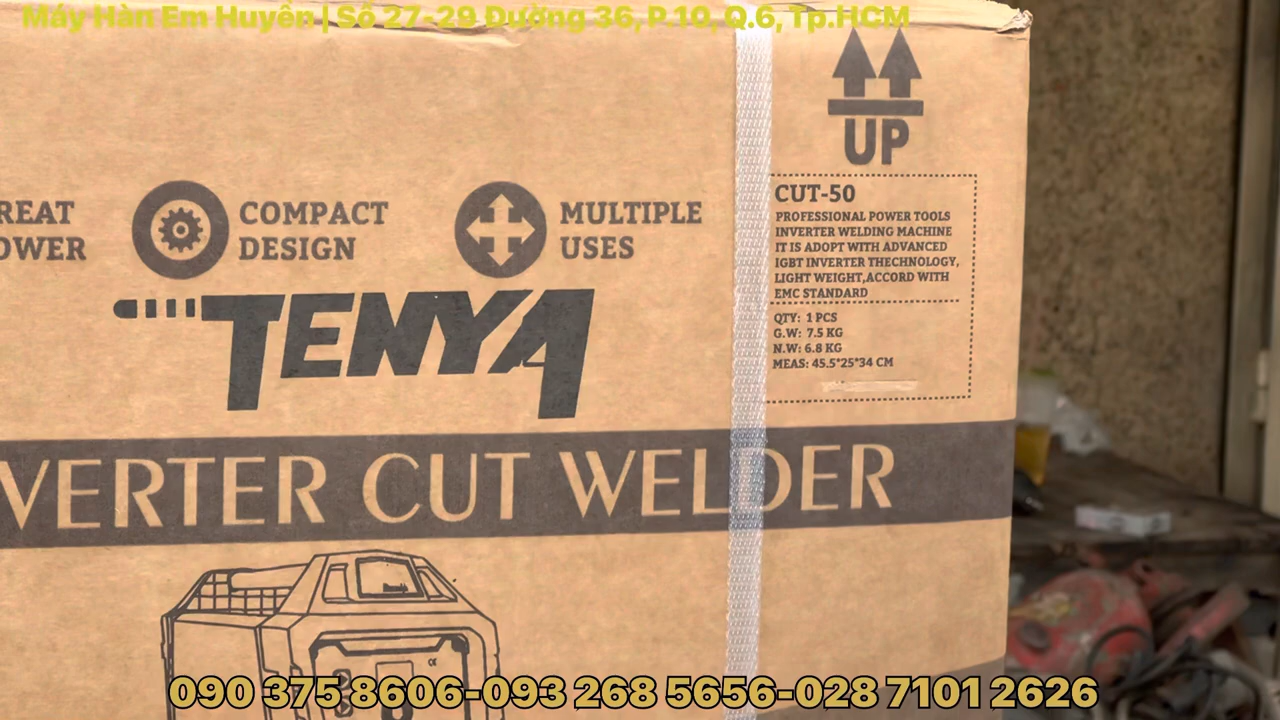 Máy Hàn Em Huyền | Số 27-29 Đường 36, P.10, Q.6, Tp.HCM
UP
REAT
OWER
COMPACT
DESIGN
MULTIPLE
USES
TENYA
CUT-50
PROFESSIONAL POWER TOOLS
INVERTER WELDING MACHINE
IT IS ADOPT WITH ADVANCED
IGBT INVERTER THECHNOLOGY,
LIGHT WEIGHT,ACCORD WITH
EMC STANDARD
QTY: 1 PCS
G.W: 7.5 KG
N.W: 6.8 KG
MEAS: 45.5*25*34 CM
VERTER CUT WELDER
CE
090 375 8606-093 268 5656-028 7101 2626